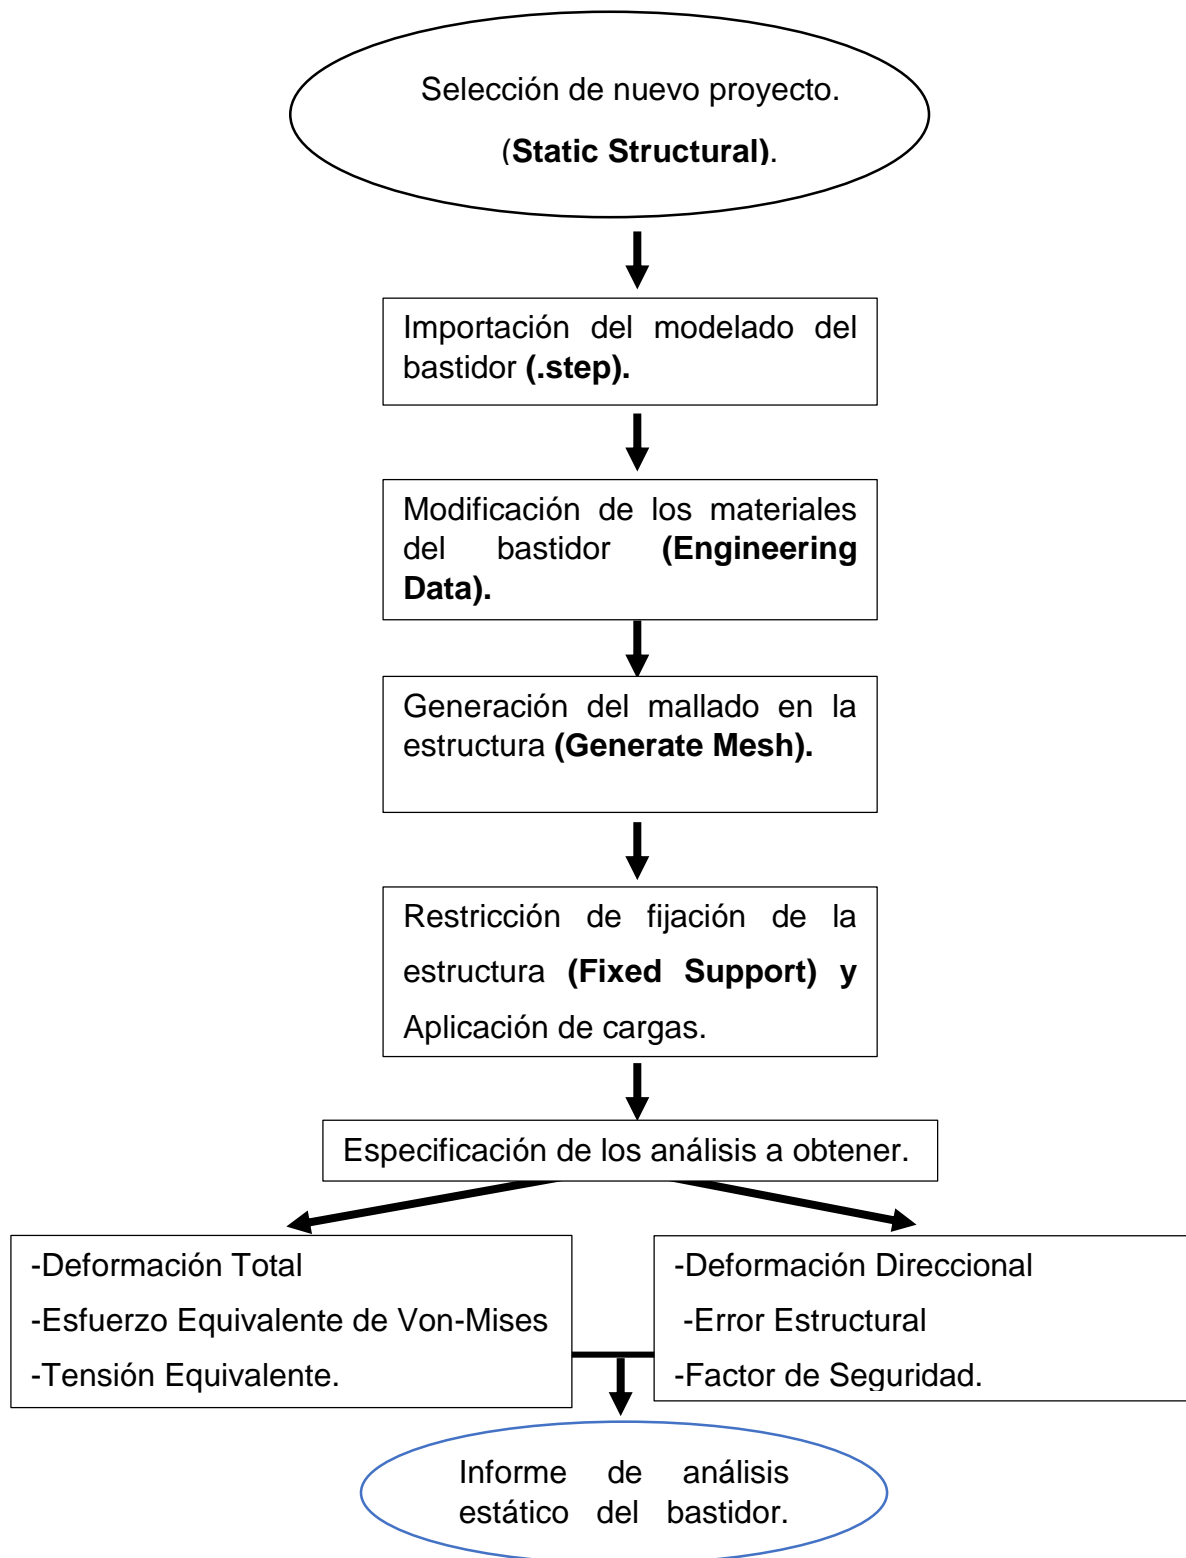 Selección de nuevo proyecto.
(Static Structural).
Importación del modelado del
bastidor (.step).
Modificación de los materiales
del bastidor (Engineering
Data).
Generación del mallado en la
estructura (Generate Mesh).
Restricción de fijación de la
estructura (Fixed Support) y
Aplicación de cargas.
Especificación de los análisis a obtener.
-Deformación Total
-Esfuerzo Equivalente de Von-Mises
-Tensión Equivalente.
-Deformación Direccional
-Error Estructural
-Factor de Seguridad.
Informe de análisis
estático del bastidor.